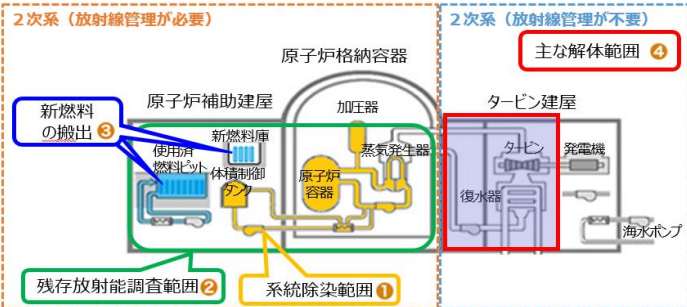 2次系（放射線管理が必要）
2次系（放射線管理が不要）
主な解体範囲 ❹
原子炉格納容器
原子炉補助建屋
タービン建屋
新燃料
の搬出 ❸
加圧器
新燃料庫
使用済
燃料ピット
体積制御
タンク
蒸気発生器
原子炉
容器
タービン
発電機
復水器
海水ポンプ
残存放射能調査範囲 ❷
系統除染範囲 ❶